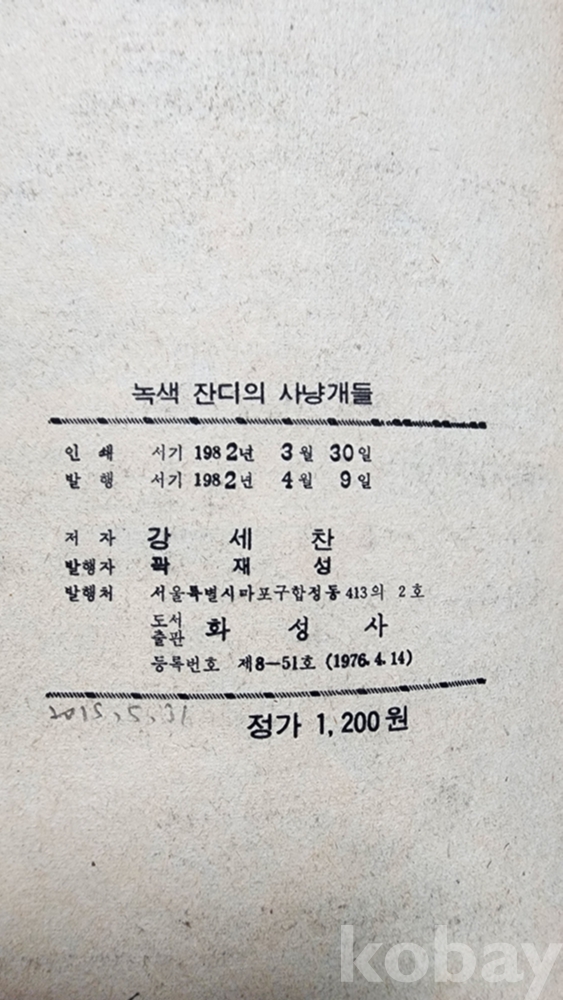 녹색 잔디의 사냥개들
인 쇄 서기 1982년 3월 30일
발 행 서기 1982년 4월 9일
저 자 강 세 찬
발행자 곽 재 성
발행처 서울특별시마포구합정동 413의 2호
도서
출판 화 성 사
등록번호 제8-51호 (1976. 4. 14)
정가 1,200원
kobay